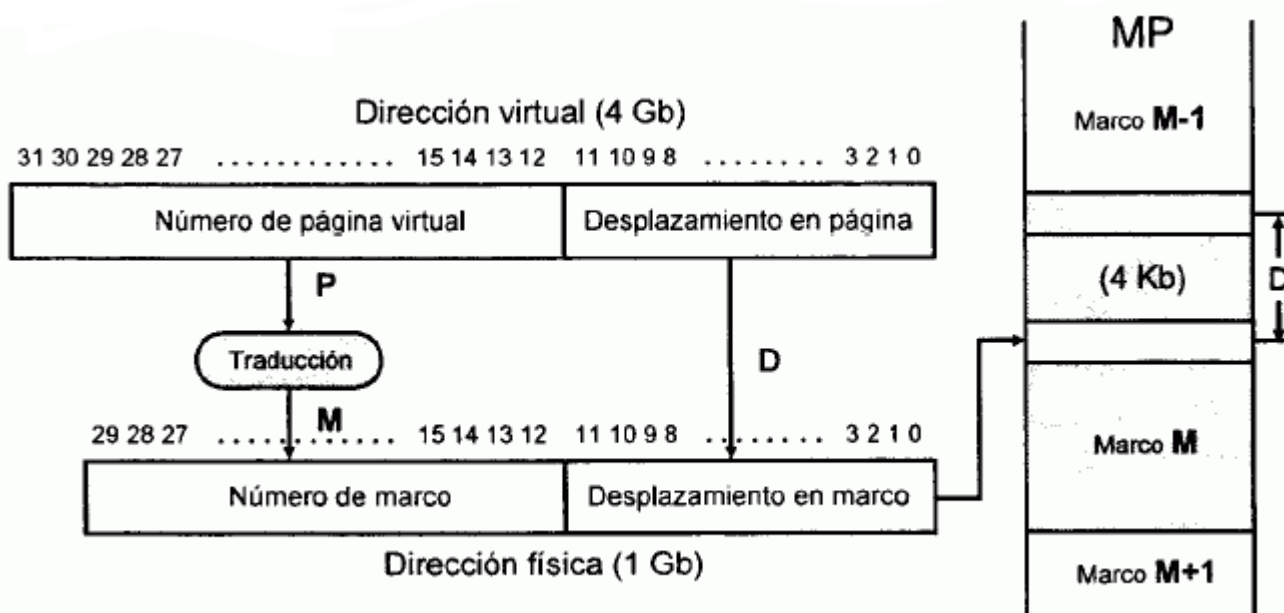 Dirección virtual (4 Gb)
31 30 29 28 27 . . . . . . . . . . . . 15 14 13 12 11 10 9 8 . . . . . . . . 3 2 1 0
Número de página virtual
Desplazamiento en página
P
Traducción
D
M
29 28 27 . . . . . . . . . . . . 15 14 13 12 11 10 9 8 . . . . . . . . 3 2 1 0
Número de marco
Desplazamiento en marco
Dirección física (1 Gb)
MP
Marco M-1
(4 Kb)
D
Marco M
Marco M+1